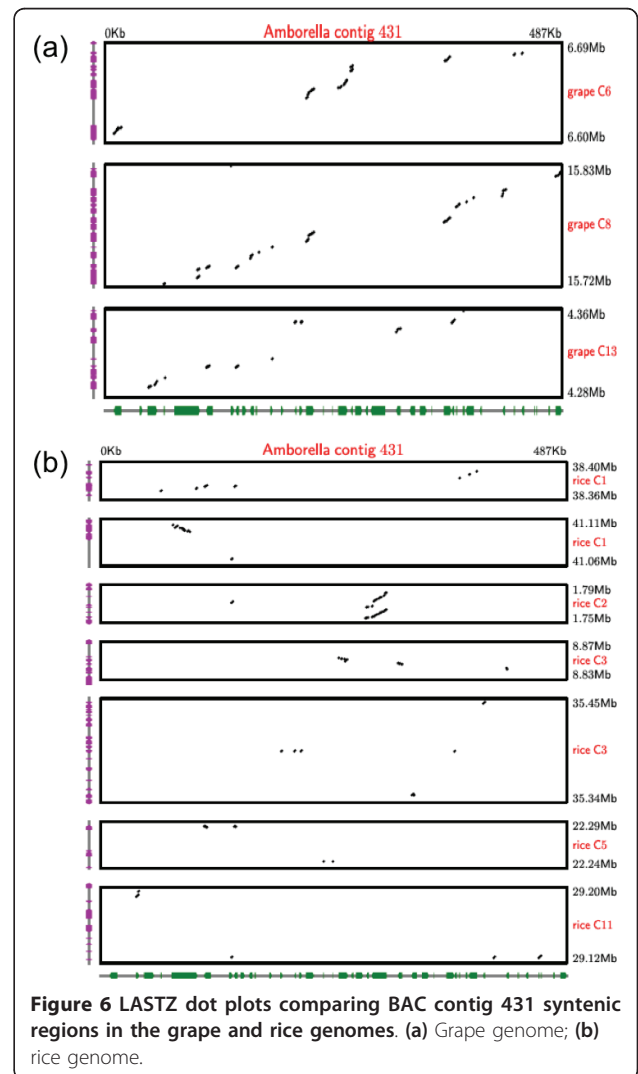 (a)
0Kb Amborella contig 431 487Kb
6.69Mb
grape C6
6.60Mb
15.83Mb
grape C8
15.72Mb
4.36Mb
grape C13
4.28Mb
(b)
0Kb Amborella contig 431 487Kb
38.40Mb
rice C1
38.36Mb
41.11Mb
rice C1
41.06Mb
1.79Mb
rice C2
1.75Mb
8.87Mb
rice C3
8.83Mb
35.45Mb
rice C3
35.34Mb
22.29Mb
rice C5
22.24Mb
29.20Mb
rice C11
29.12Mb
Figure 6 LASTZ dot plots comparing BAC contig 431 syntenic
regions in the grape and rice genomes. (a) Grape genome; (b)
rice genome.